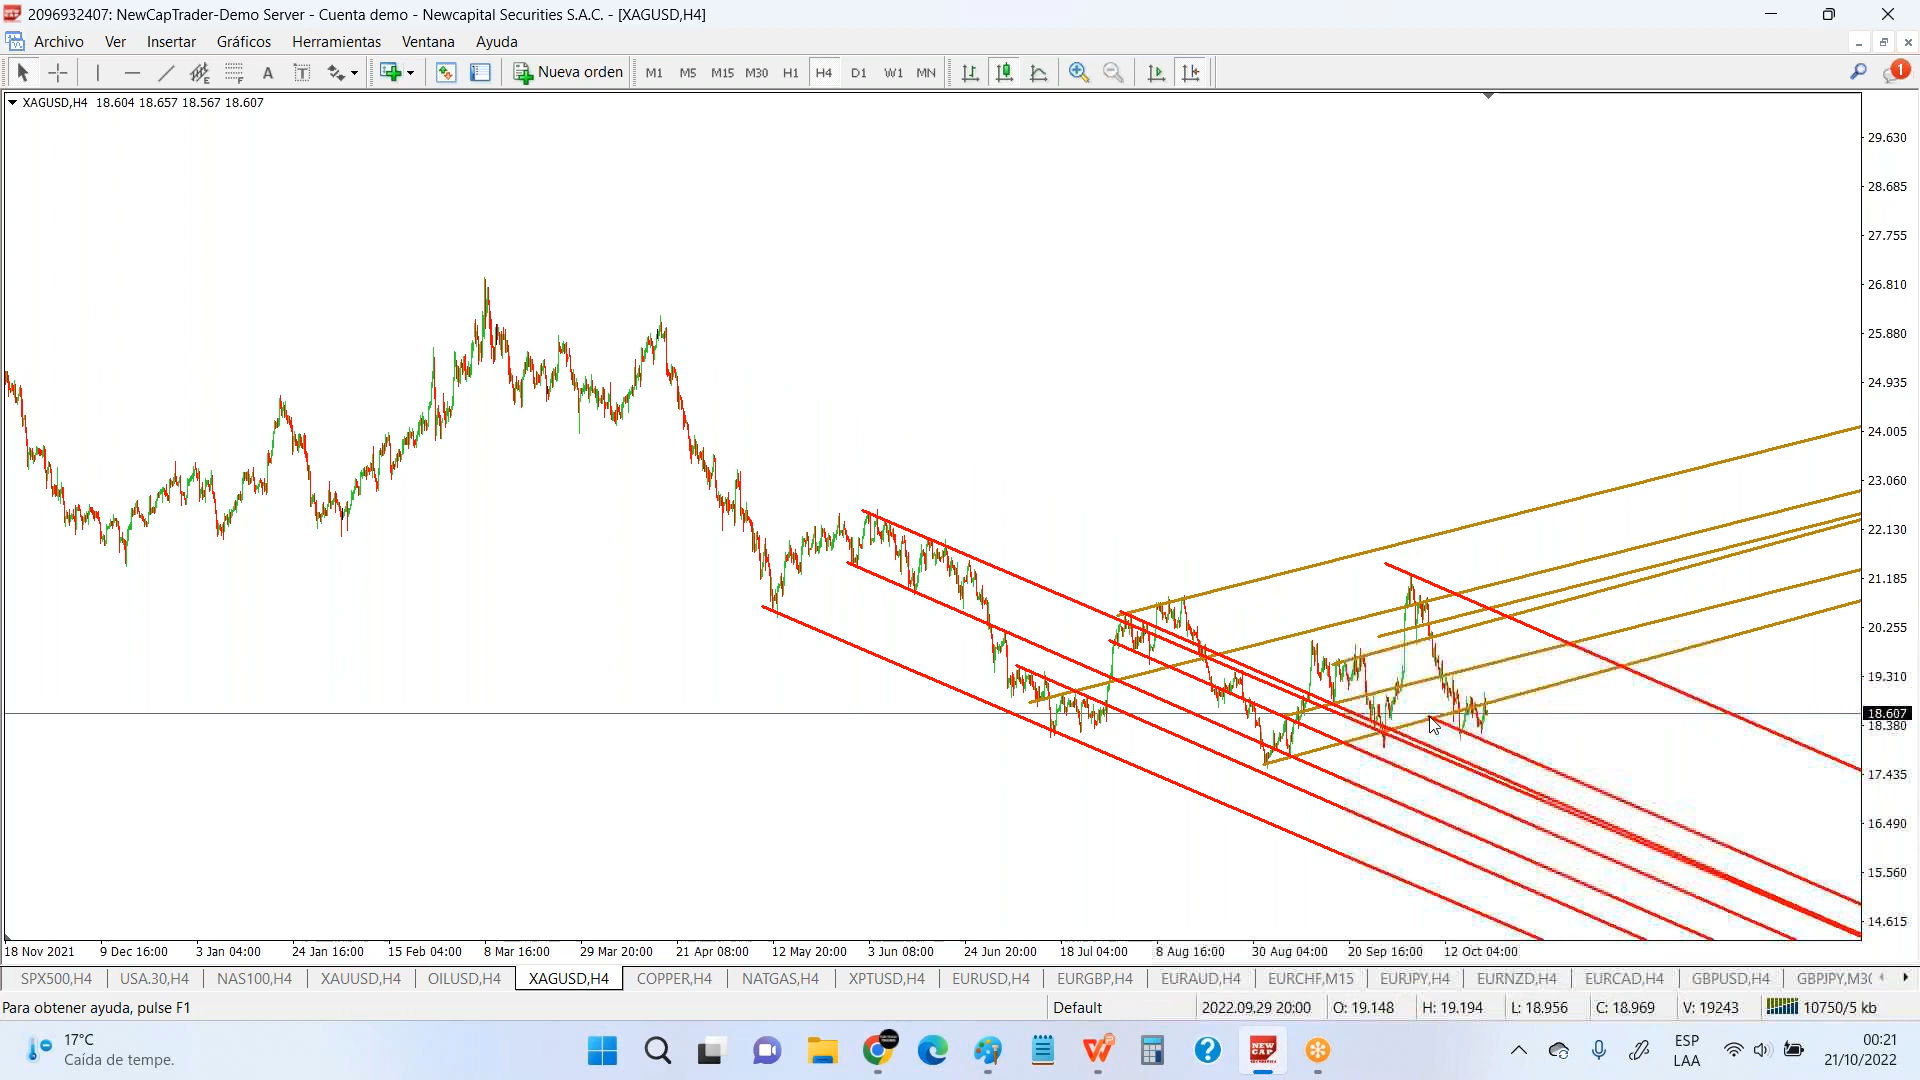 2096932407: NewCapTrader-Demo Server - Cuenta demo - Newcapital Securities S.A.C. - [XAGUSD,H4]
Archivo Ver Insertar Gráficos Herramientas Ventana Ayuda
A T Nueva orden M1 M5 M15 M30 H1 H4 D1 W1 MN 1
XAGUSD,H4 18.604 18.657 18.567 18.607
29.630
28.685
27.755
26.810
25.880
24.935
24.005
23.060
22.130
21.185
20.255
19.310
18.607
18.380
17.435
16.490
15.560
14.615
18 Nov 2021 9 Dec 16:00 3 Jan 04:00 24 Jan 16:00 15 Feb 04:00 8 Mar 16:00 29 Mar 20:00 21 Apr 08:00 12 May 20:00 3 Jun 08:00 24 Jun 20:00 18 Jul 04:00 8 Aug 16:00 30 Aug 04:00 20 Sep 16:00 12 Oct 04:00
SPX500,H4 USA.30,H4 NAS100,H4 XAUUSD,H4 OILUSD,H4 XAGUSD,H4 COPPER,H4 NATGAS,H4 XPTUSD,H4 EURUSD,H4 EURGBP,H4 EURAUD,H4 EURCHF,M15 EURJPY,H4 EURNZD,H4 EURCAD,H4 GBPUSD,H4 GBPJPY,M3
Para obtener ayuda, pulse F1 Default 2022.09.29 20:00 O: 19.148 H: 19.194 L: 18.956 C: 18.969 V: 19243 10750/5 kb
17°C
Caída de tempe.
NEW CAP
ESP
LAA
00:21
21/10/2022